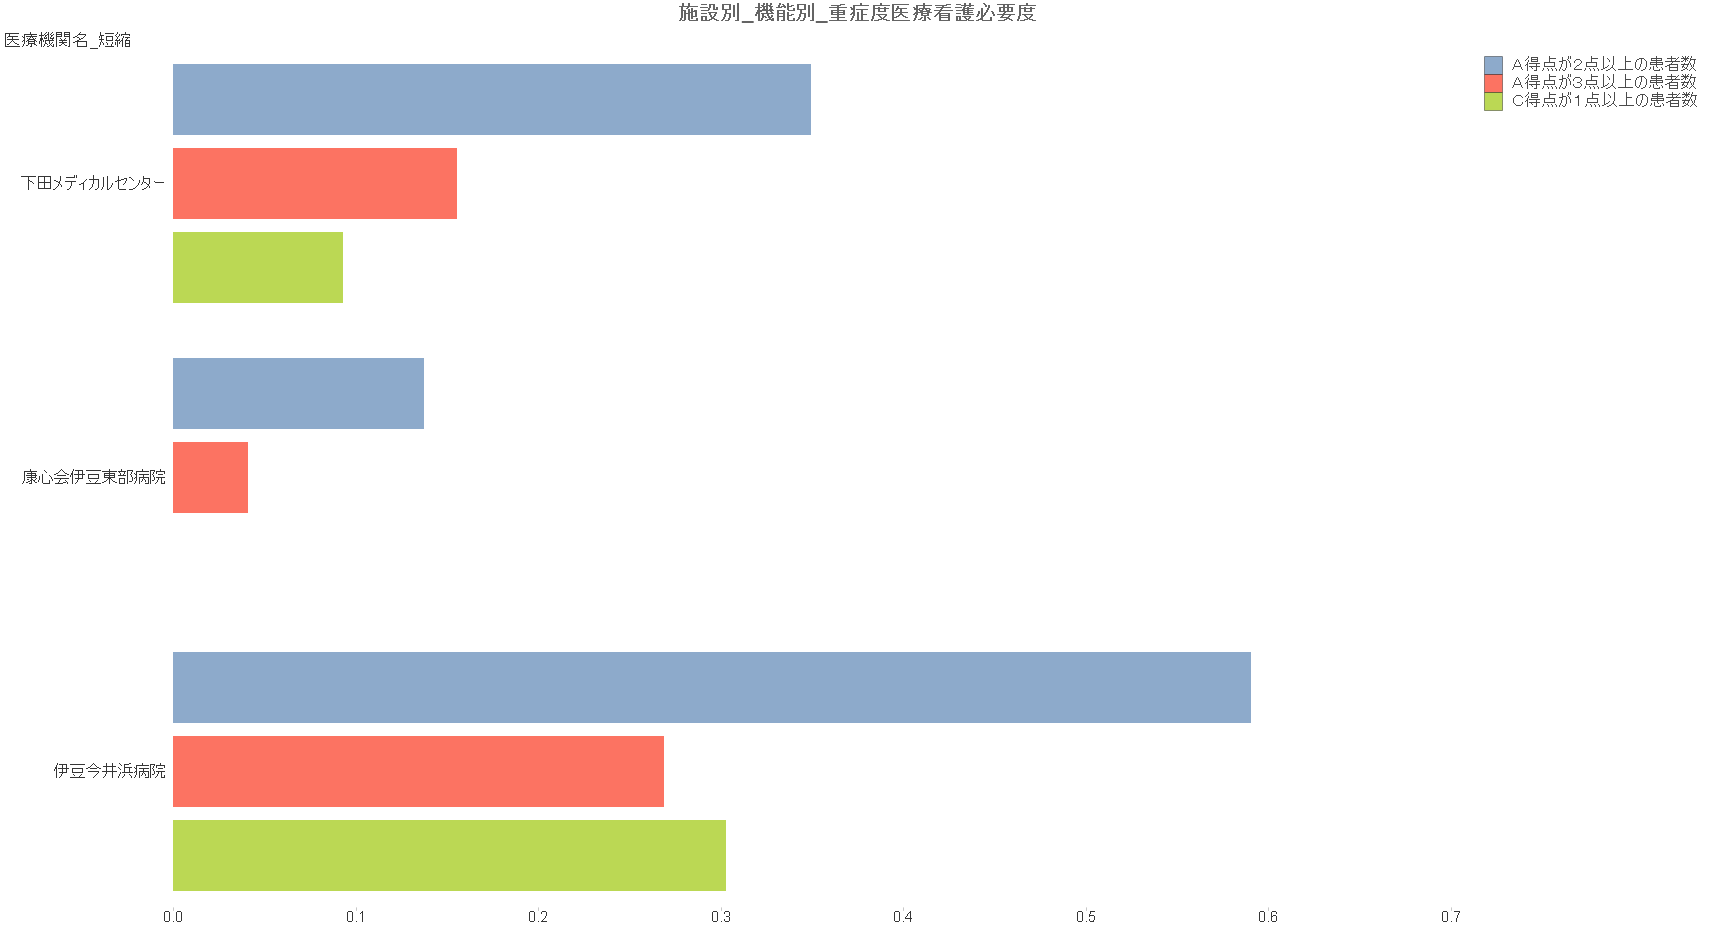 施設別_機能別_重症度医療看護必要度
医療機関名_短縮
A得点が2点以上の患者数
A得点が3点以上の患者数
C得点が1点以上の患者数
下田メディカルセンター
康心会伊豆東部病院
伊豆今井浜病院
0.0 0.1 0.2 0.3 0.4 0.5 0.6 0.7